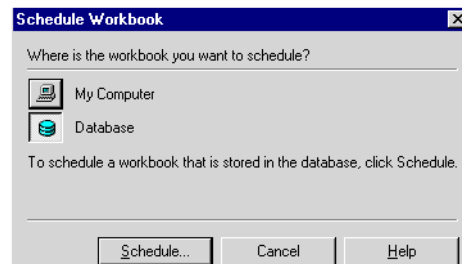 Schedule Workbook
Where is the workbook you want to schedule?
My Computer
Database
To schedule a workbook that is stored in the database, click Schedule.
Schedule... Cancel Help